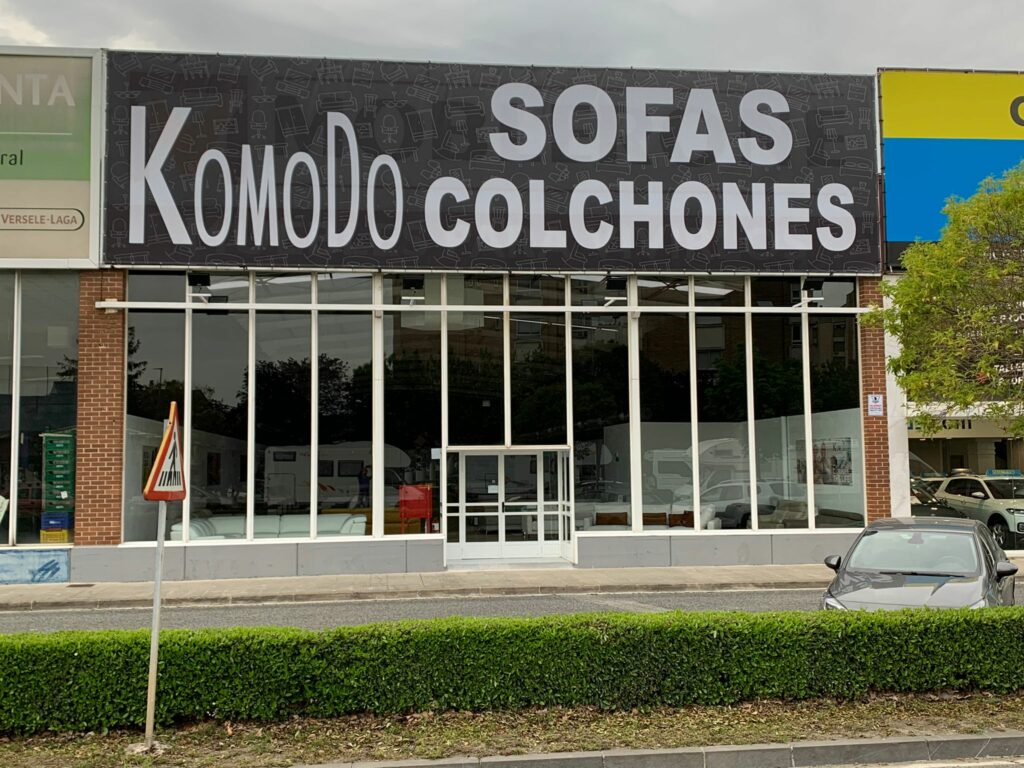 NTA
ral
VERSELE-LAGA
KOMODO
SOFAS
COLCHONES